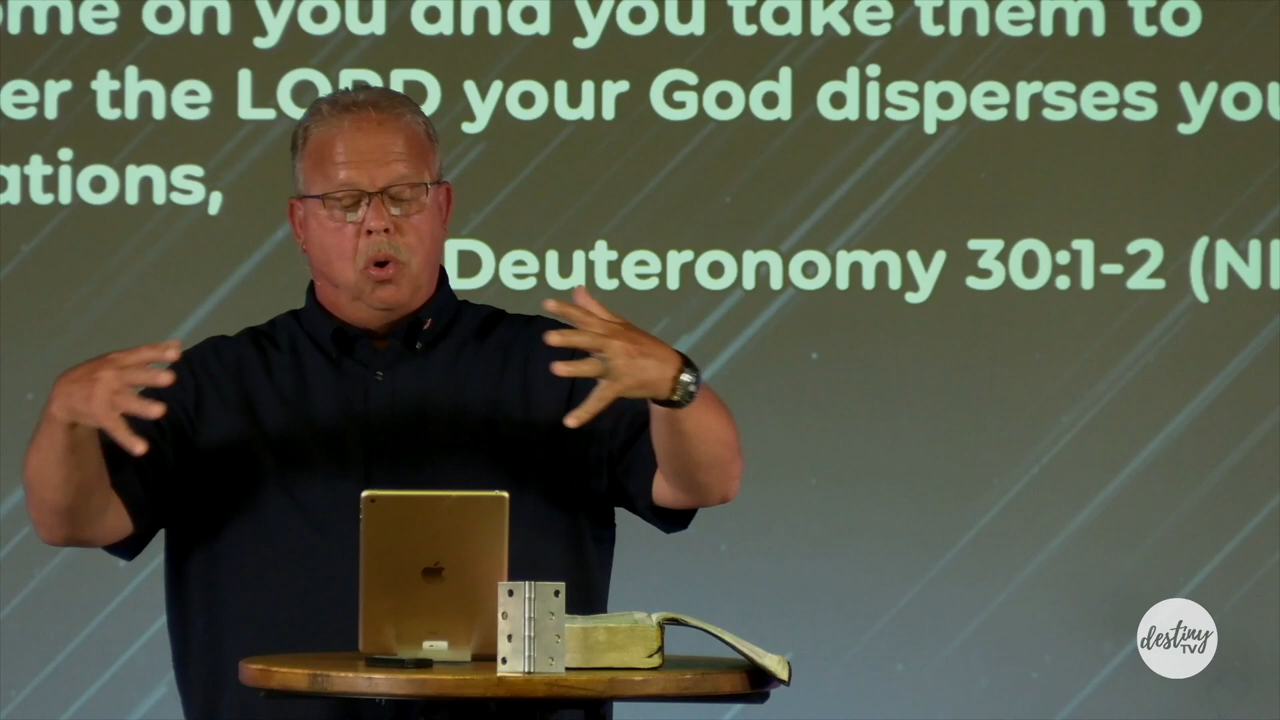 ome on you and you take them to
er the LORD your God disperses you
ations,
Deuteronomy 30:1-2 (NI
destiny
TV